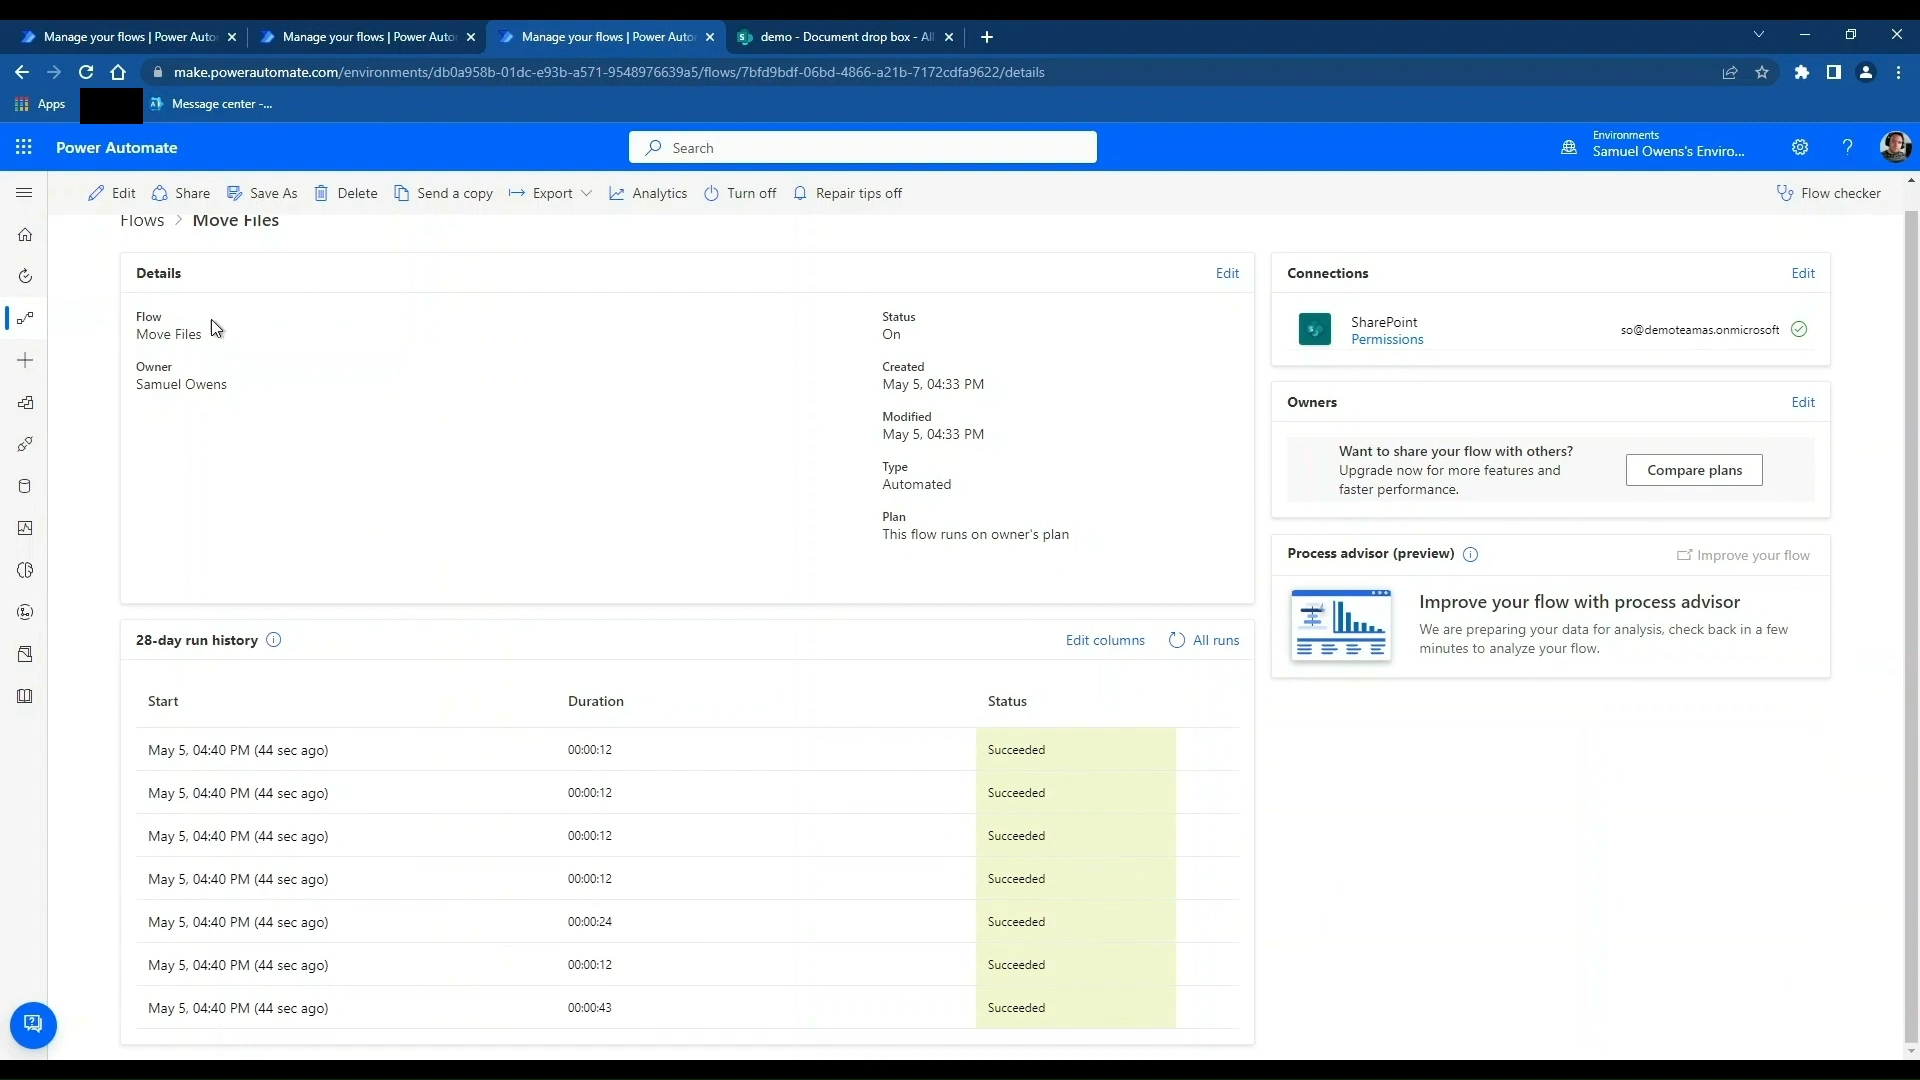 Manage your flows | Power Auto
Manage your flows | Power Auto
Manage your flows | Power Auto
demo - Document drop box - All
make.powerautomate.com/environments/db0a958b-01dc-e93b-a571-9548976639a5/flows/7bfd9bdf-06bd-4866-a21b-7172cdfa9622/details
Apps
Message center -...
Power Automate
Search
Environments
Samuel Owens's Enviro...
Edit
Share
Save As
Delete
Send a copy
Export
Analytics
Turn off
Repair tips off
Flow checker
Flows > Move Files
Details
Edit
Flow
Move Files
Owner
Samuel Owens
Status
On
Created
May 5, 04:33 PM
Modified
May 5, 04:33 PM
Type
Automated
Plan
This flow runs on owner's plan
Connections
Edit
SharePoint
Permissions
so@demoteamas.onmicrosoft
Owners
Edit
Want to share your flow with others?
Upgrade now for more features and
faster performance.
Compare plans
Process advisor (preview)
Improve your flow
Improve your flow with process advisor
We are preparing your data for analysis, check back in a few
minutes to analyze your flow.
28-day run history
Edit columns
All runs
Start Duration Status
May 5, 04:40 PM (44 sec ago) 00:00:12 Succeeded
May 5, 04:40 PM (44 sec ago) 00:00:12 Succeeded
May 5, 04:40 PM (44 sec ago) 00:00:12 Succeeded
May 5, 04:40 PM (44 sec ago) 00:00:12 Succeeded
May 5, 04:40 PM (44 sec ago) 00:00:24 Succeeded
May 5, 04:40 PM (44 sec ago) 00:00:12 Succeeded
May 5, 04:40 PM (44 sec ago) 00:00:43 Succeeded